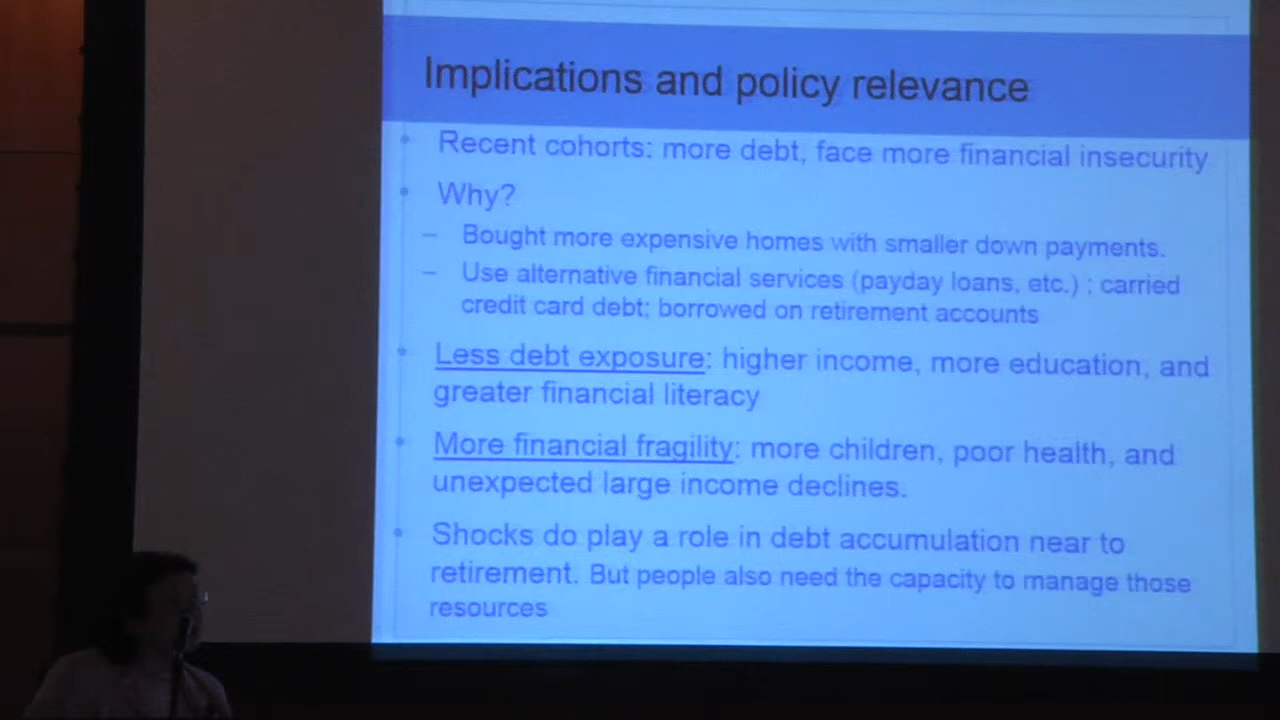 Implications and policy relevance
• Recent cohorts: more debt, face more financial insecurity
• Why?
– Bought more expensive homes with smaller down payments.
– Use alternative financial services (payday loans, etc.) ; carried
credit card debt; borrowed on retirement accounts
• Less debt exposure: higher income, more education, and
greater financial literacy
• More financial fragility: more children, poor health, and
unexpected large income declines.
• Shocks do play a role in debt accumulation near to
retirement. But people also need the capacity to manage those
resources